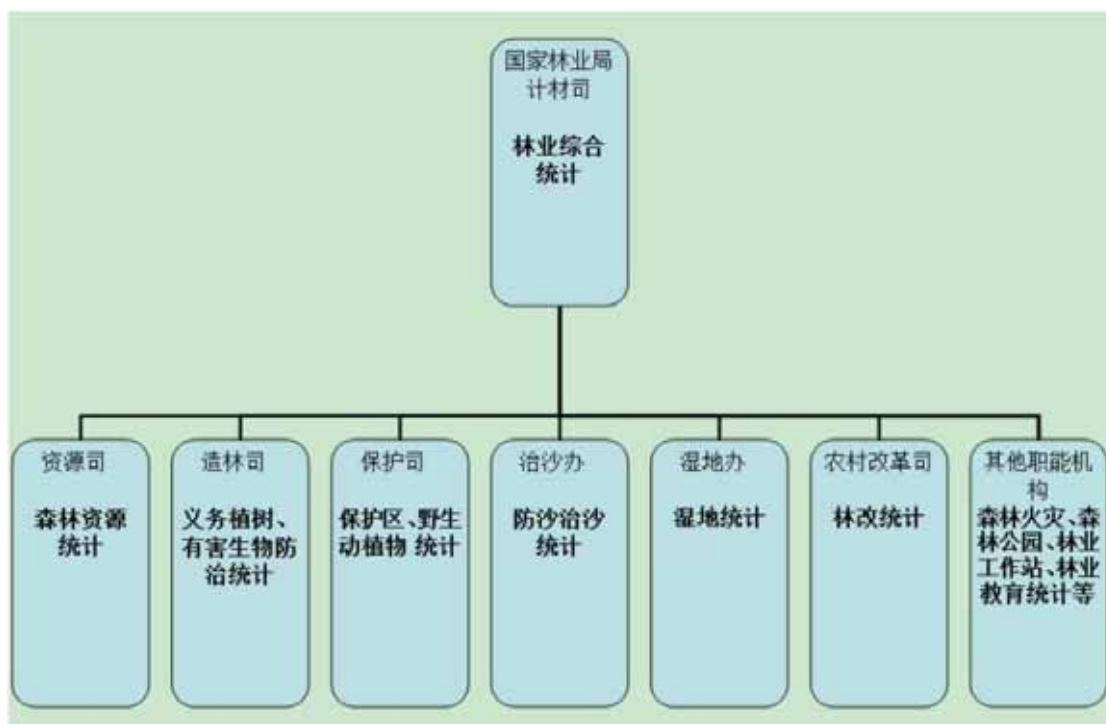 国家林业局
计材司
林业综合
统计
资源司
森林资源
统计
造林司
义务植树、
有害生物防
治统计
保护司
保护区、野生
动植物 统计
治沙办
防沙治沙
统计
湿地办
湿地统计
农村改革司
林改统计
其他职能机
构
森林火灾、森
林公园、林业
工作站、林业
教育统计等